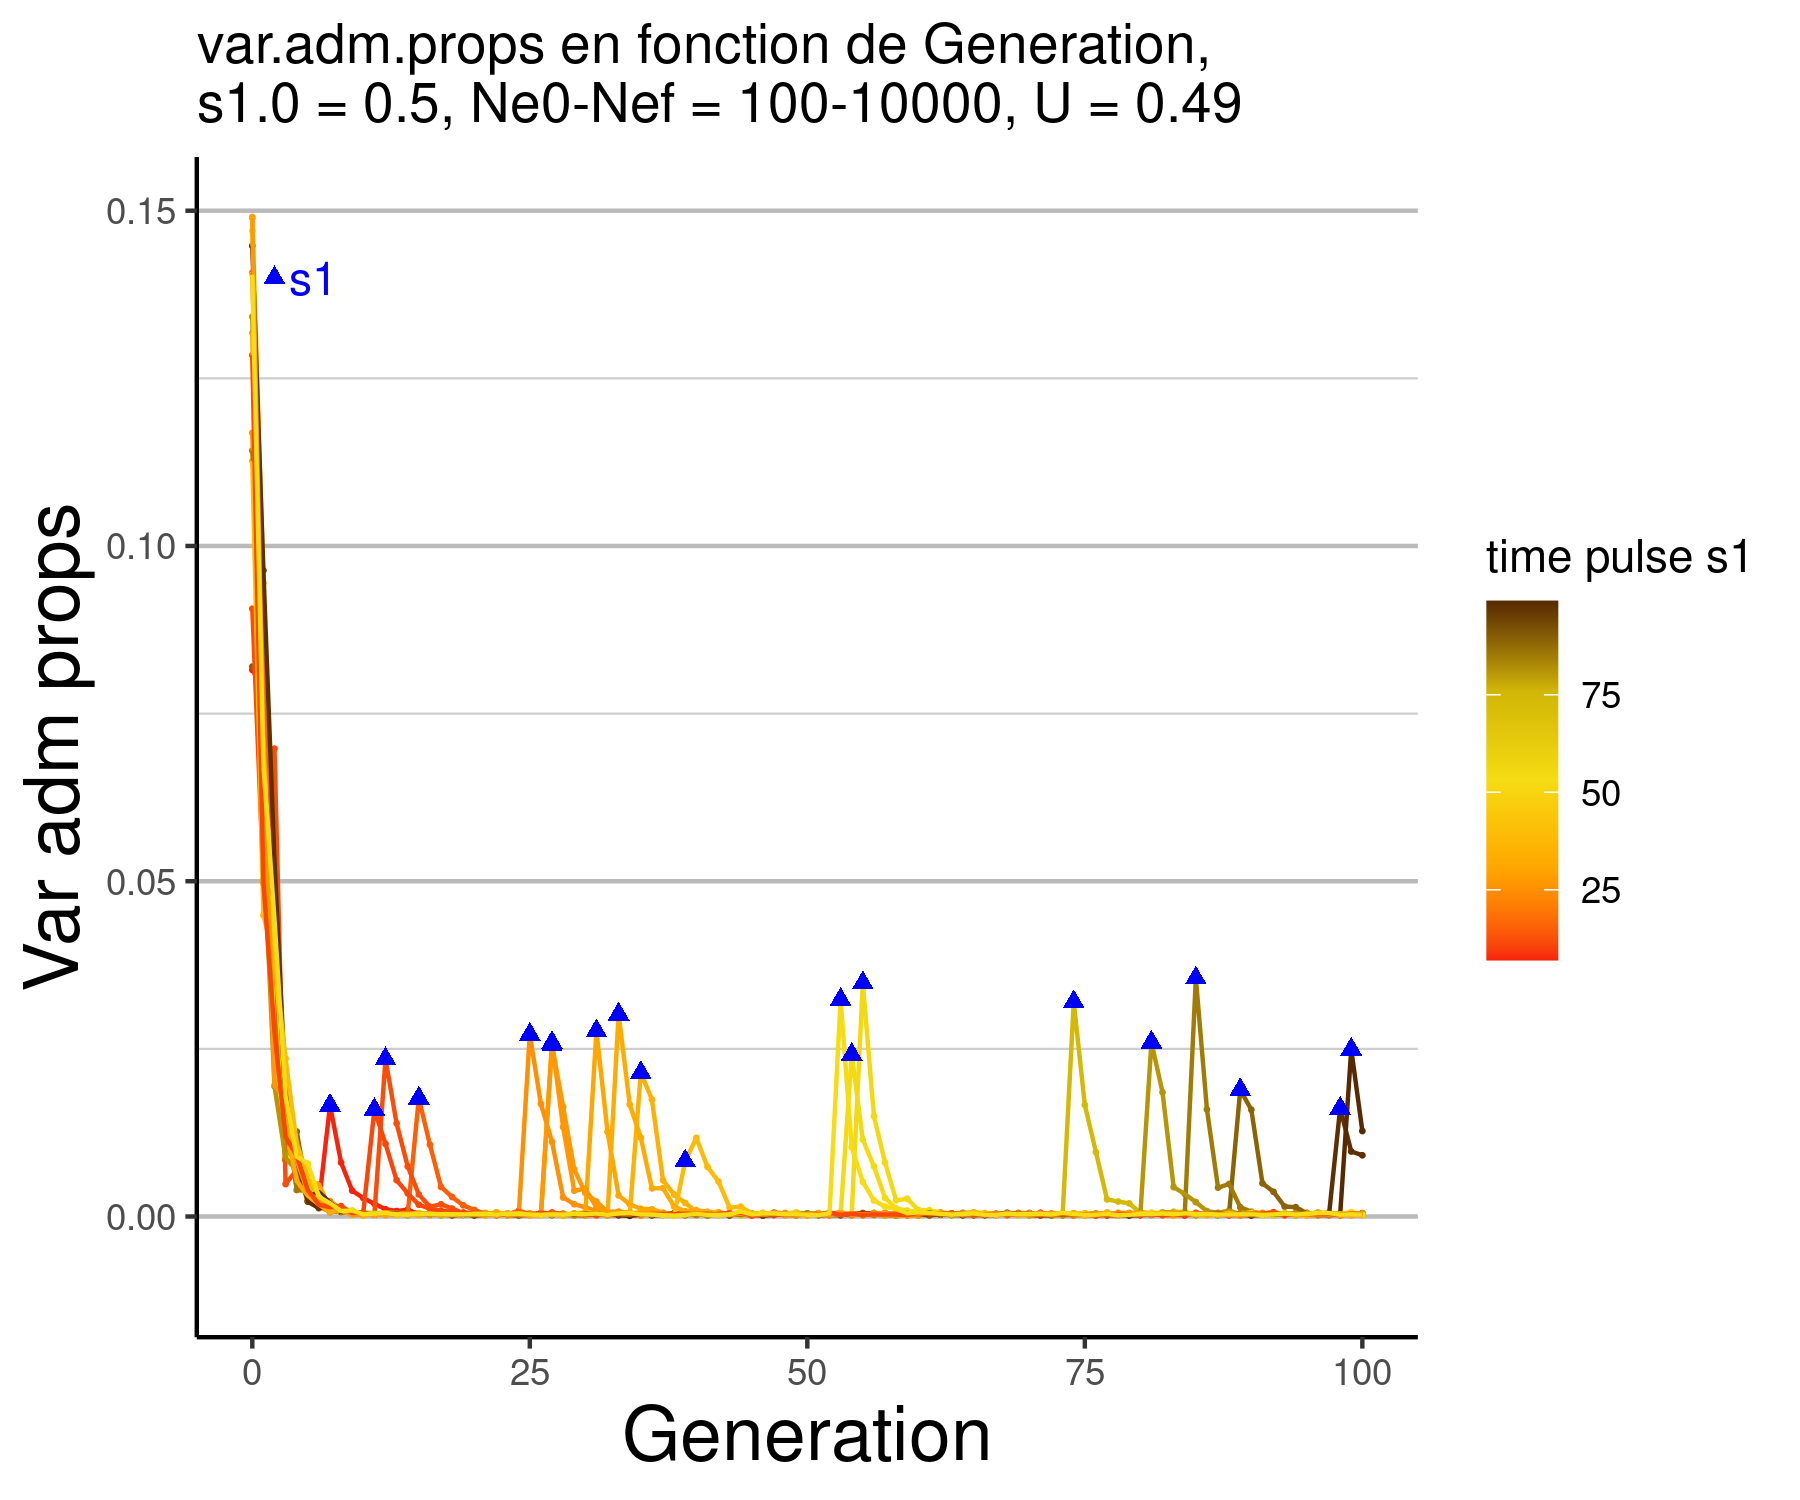 var.adm.props en fonction de Generation,
s1.0 = 0.5, Ne0-Nef = 100-10000, U = 0.49
0.15
s1
0.10
0.05
0.00
Var adm props
0
25
50
75
100
Generation
time pulse s1
75
50
25